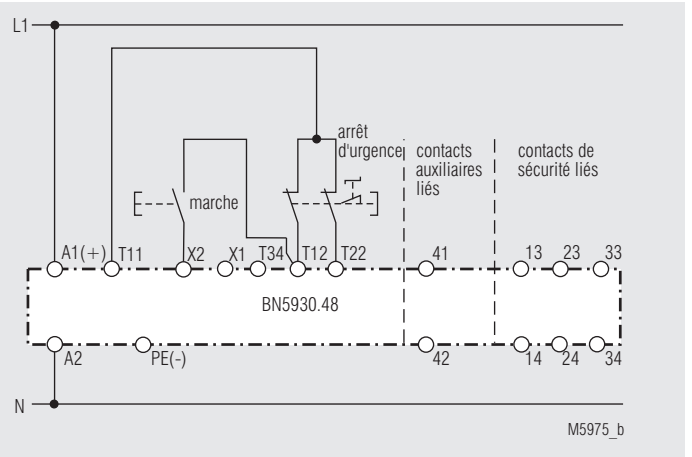 L1
arrêt
d'urgence
contacts
auxiliaires
liés
contacts de
sécurité liés
marche
A1(+) T11 X2 X1 T34 T12 T22 41 13 23 33
BN5930.48
A2 PE(-) 42 14 24 34
N
M5975_b